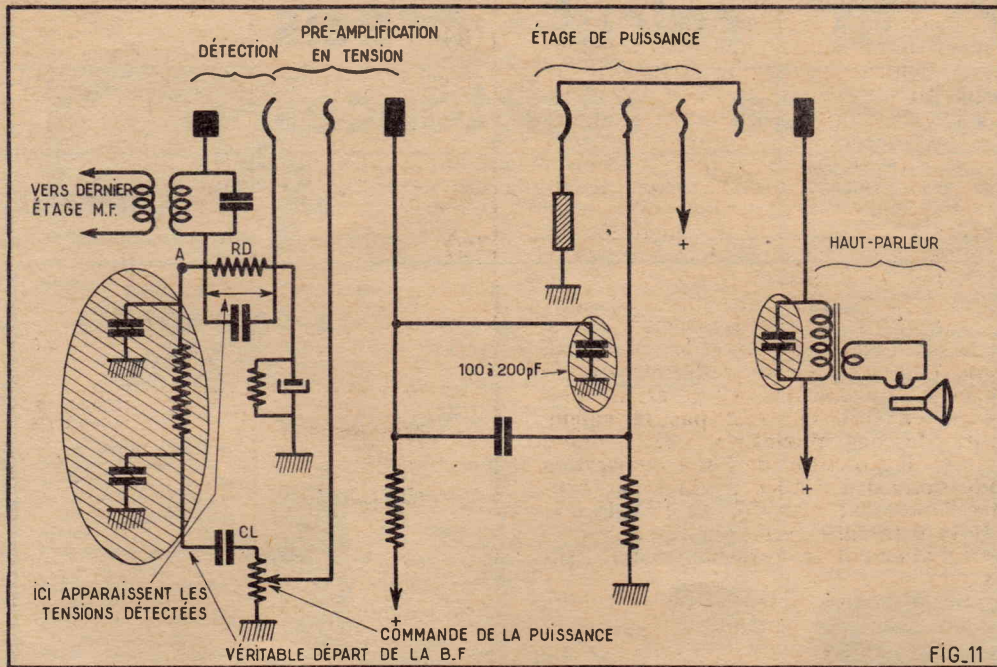 PRÉ-AMPLIFICATION
EN TENSION
DÉTECTION
ÉTAGE DE PUISSANCE
VERS DERNIER
ÉTAGE M.F.
A
RD
HAUT-PARLEUR
100 à 200pF
+
+
CL
ICI APPARAISSENT LES
TENSIONS DÉTECTÉES
+
COMMANDE DE LA PUISSANCE
VÉRITABLE DÉPART DE LA B.F
FIG_11